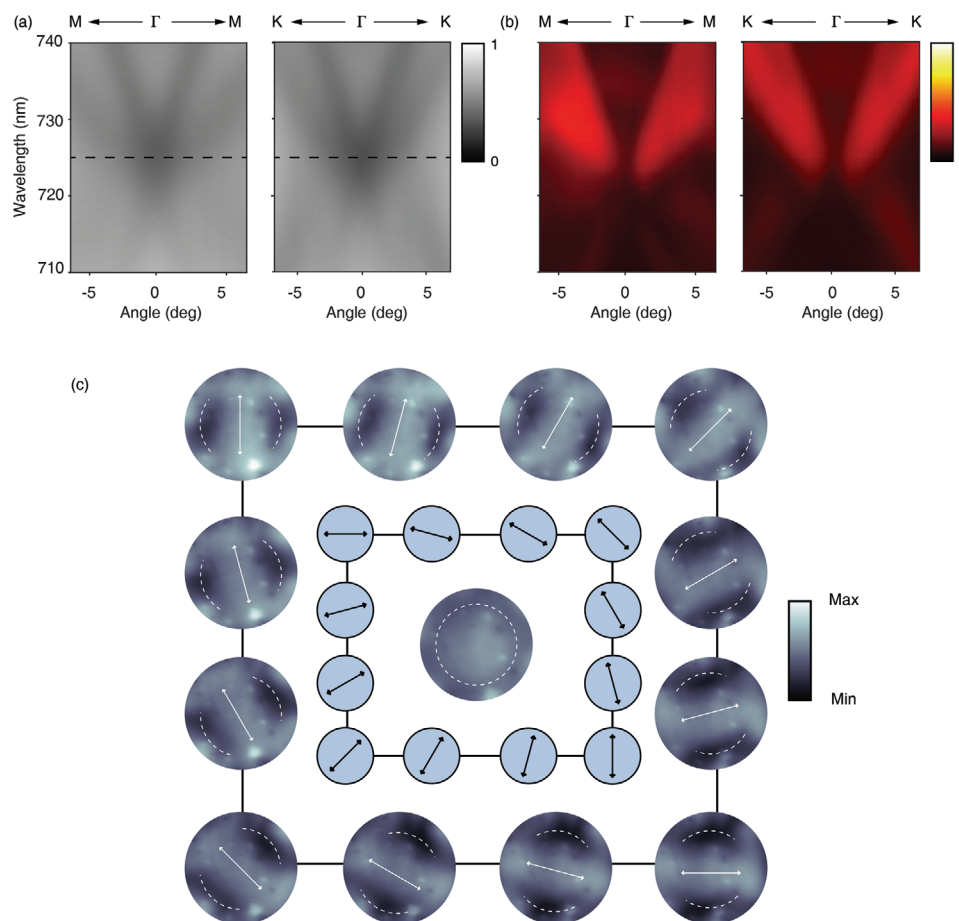 (a) M Γ M K Γ K (b) M Γ M K Γ K
740
1
730
0
720
710
Wavelength (nm)
-5 0 5 -5 0 5 -5 0 5 -5 0 5
Angle (deg) Angle (deg) Angle (deg) Angle (deg)
(c)
Max
Min